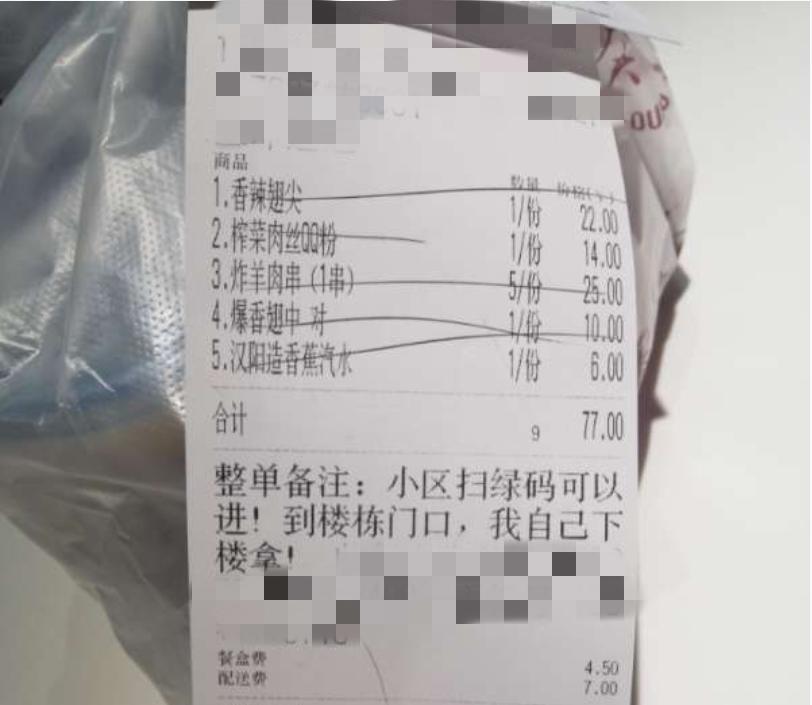 商品 数量 价格(¥)
1.香辣翅尖 1/份 22.00
2.榨菜肉丝QQ粉 1/份 14.00
3.炸羊肉串(1串) 5/份 25.00
4.爆香翅中 对 1/份 10.00
5.汉阳造香蕉汽水 1/份 6.00
合计 9 77.00
整单备注：小区扫绿码可以
进！到楼栋门口，我自己下
楼拿！
餐盒费 4.50
配送费 7.00